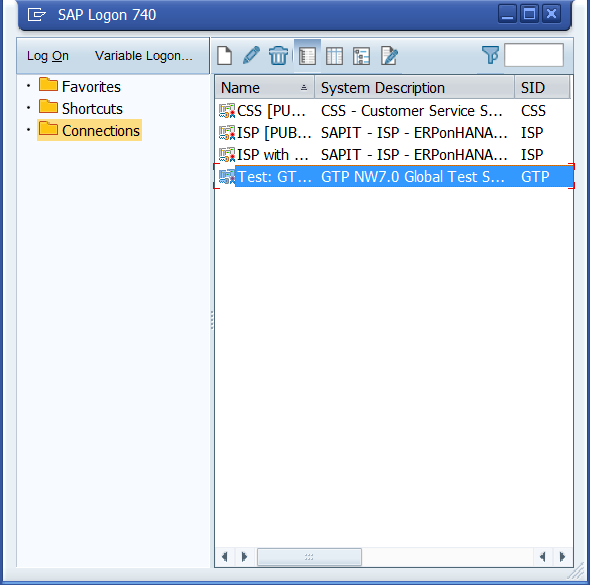 SAP Logon 740
Log On Variable Logon...
Favorites
Shortcuts
Connections
Name System Description SID
CSS [PU... CSS - Customer Service S... CSS
ISP [PUB... SAPIT - ISP - ERPonHANA... ISP
ISP with ... SAPIT - ISP - ERPonHANA... ISP
Test: GT... GTP NW7.0 Global Test S... GTP